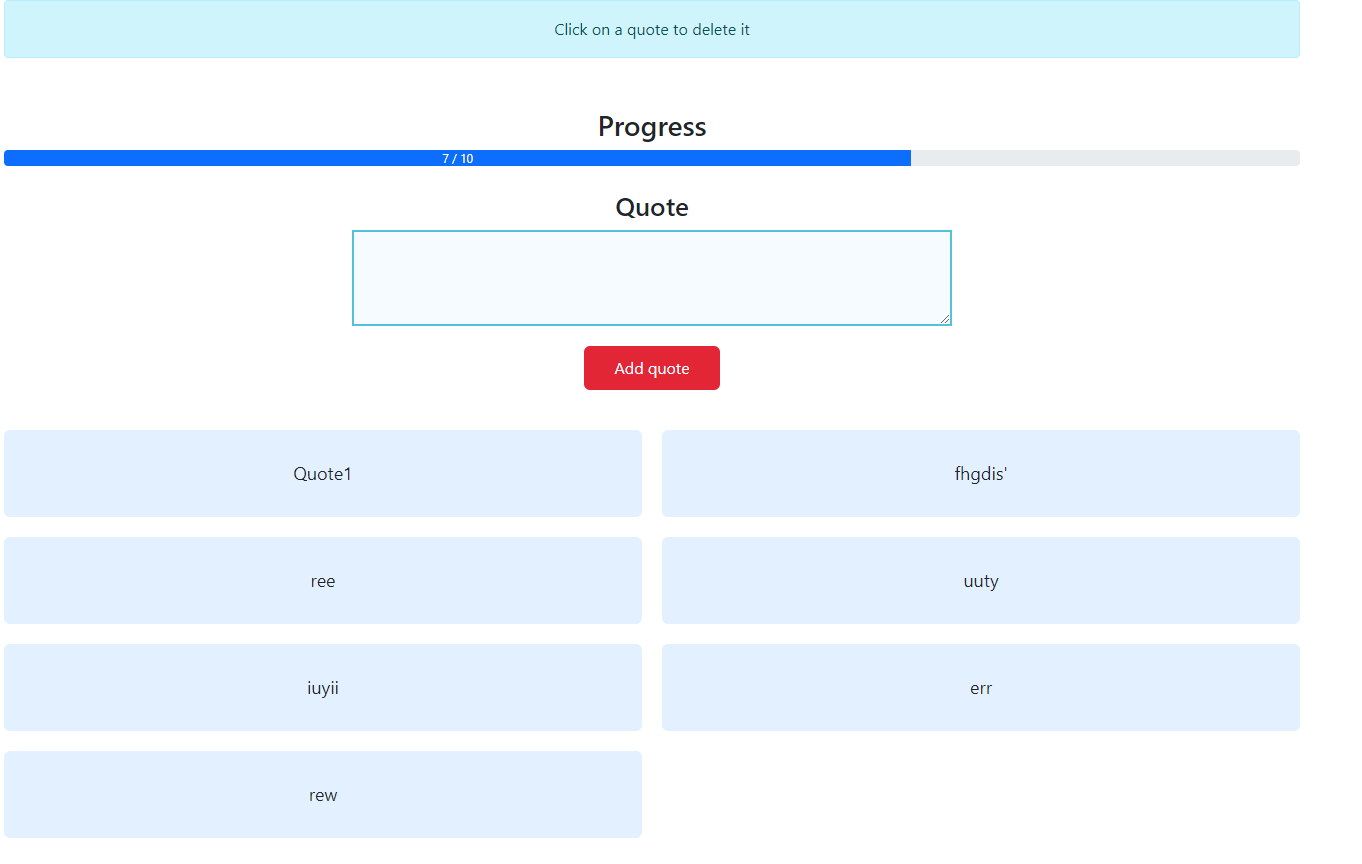 Click on a quote to delete it
Progress
7 / 10
Quote
Add quote
Quote1
fhgdis'
ree
uuty
iuyii
err
rew